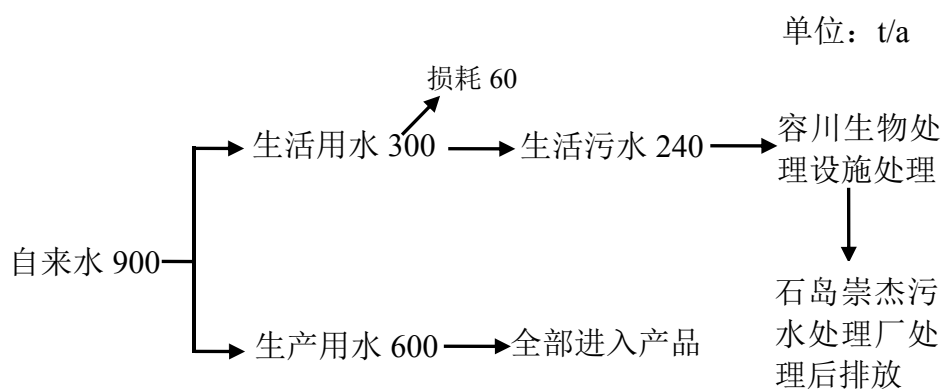 单位：t/a
损耗 60
生活用水 300
生活污水 240
容川生物处
理设施处理
自来水 900
石岛崇杰污
水处理厂处
理后排放
生产用水 600
全部进入产品